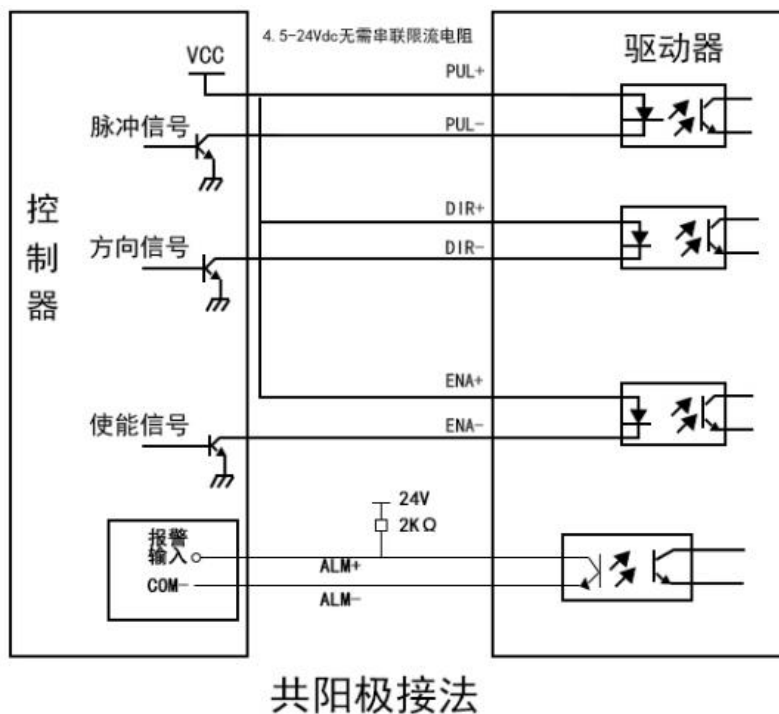 4.5-24Vdc无需串联限流电阻
驱动器
VCC
PUL+
脉冲信号
PUL-
控制器
DIR+
方向信号
DIR-
ENA+
使能信号
ENA-
24V
2KΩ
报警
输入
ALM+
COM-
ALM-
共阳极接法